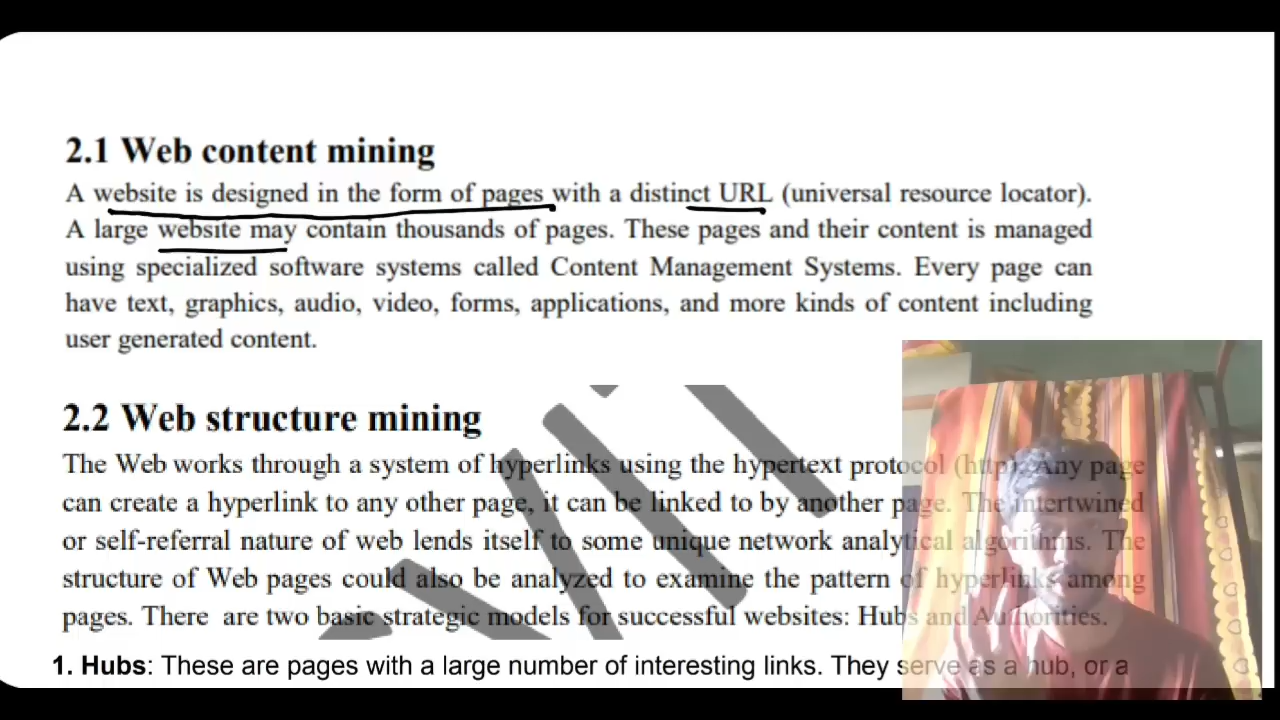 2.1 Web content mining
A website is designed in the form of pages with a distinct URL (universal resource locator).
A large website may contain thousands of pages. These pages and their content is managed
using specialized software systems called Content Management Systems. Every page can
have text, graphics, audio, video, forms, applications, and more kinds of content including
user generated content.
2.2 Web structure mining
The Web works through a system of hyperlinks using the hypertext protocol (http). Any page
can create a hyperlink to any other page, it can be linked to by another page. The intertwined
or self-referral nature of web lends itself to some unique network analytical algorithms. The
structure of Web pages could also be analyzed to examine the pattern of hyperlinks among
pages. There are two basic strategic models for successful websites: Hubs and Authorities.
1. Hubs: These are pages with a large number of interesting links. They serve as a hub, or a